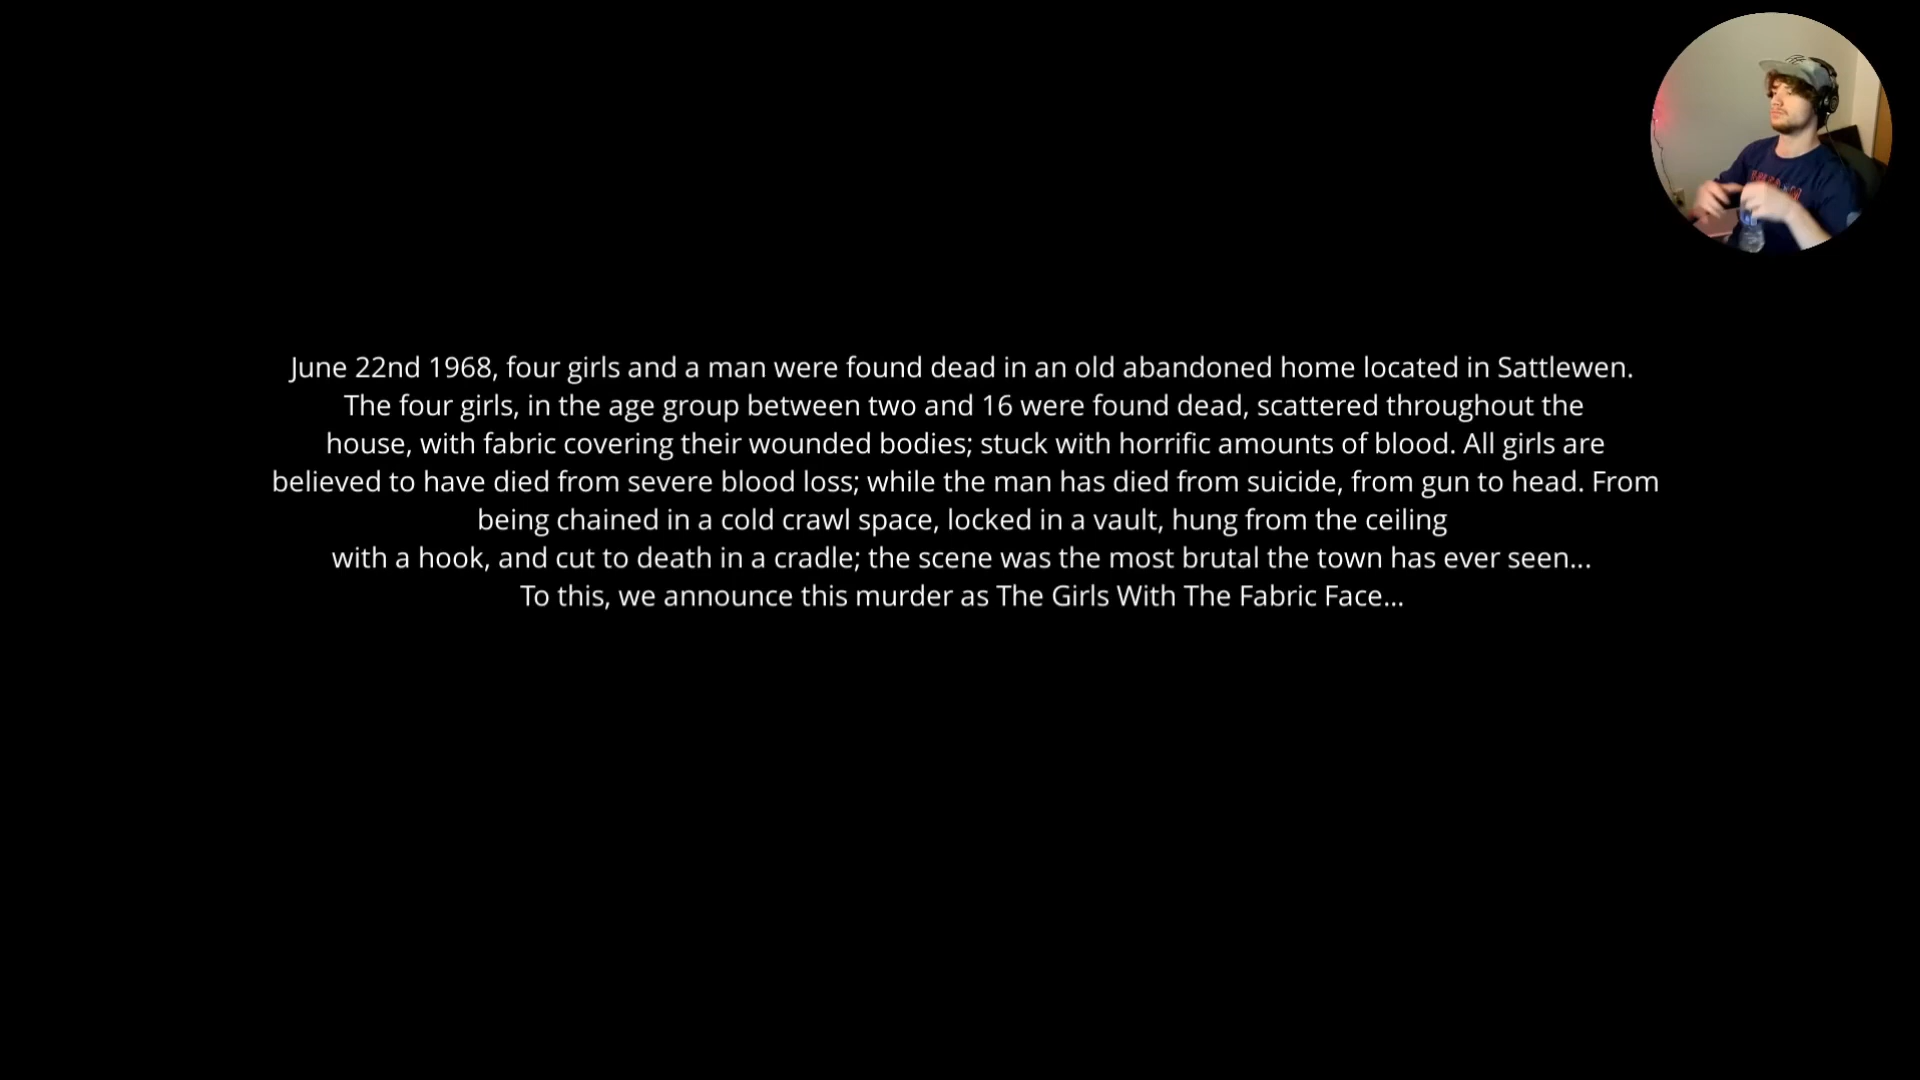 June 22nd 1968, four girls and a man were found dead in an old abandoned home located in Sattlewen.
The four girls, in the age group between two and 16 were found dead, scattered throughout the
house, with fabric covering their wounded bodies; stuck with horrific amounts of blood. All girls are
believed to have died from severe blood loss; while the man has died from suicide, from gun to head. From
being chained in a cold crawl space, locked in a vault, hung from the ceiling
with a hook, and cut to death in a cradle; the scene was the most brutal the town has ever seen...
To this, we announce this murder as The Girls With The Fabric Face...